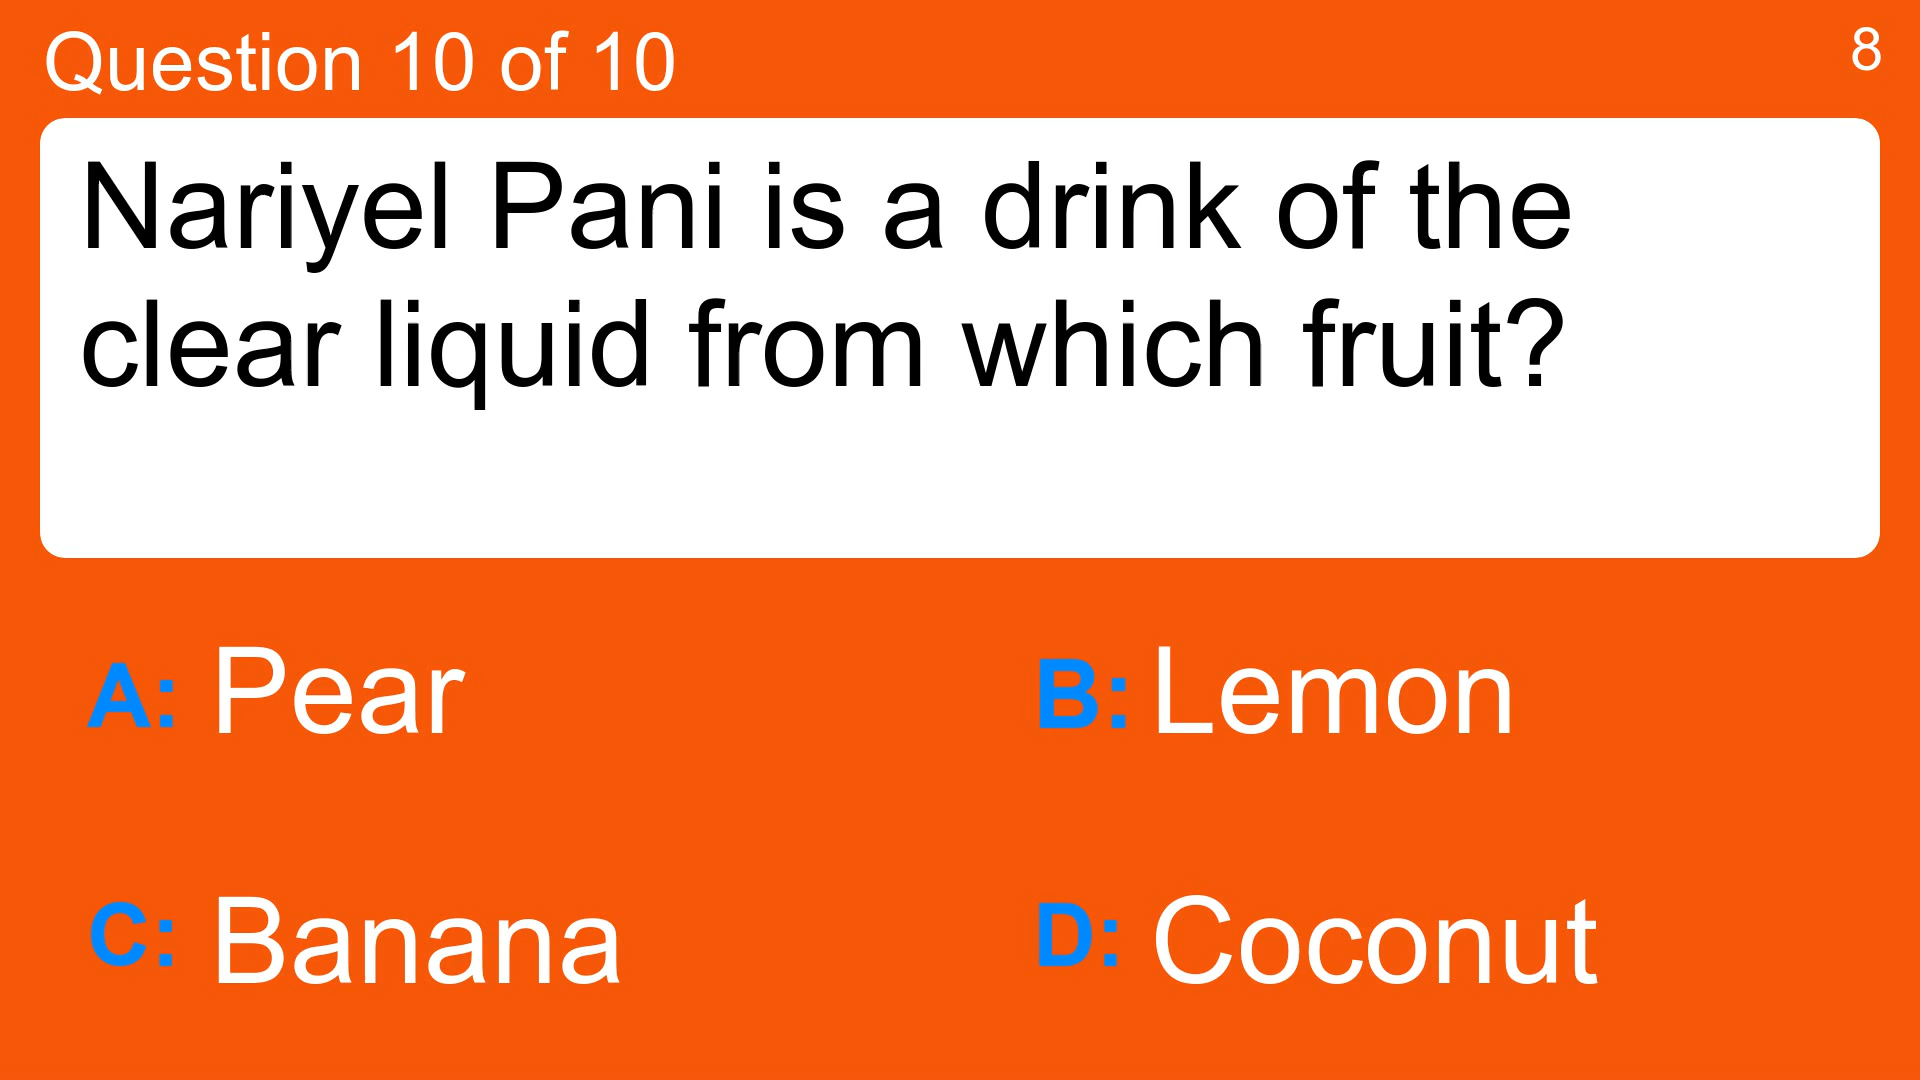 Question 10 of 10
8
Nariyel Pani is a drink of the
clear liquid from which fruit?
A: Pear
B: Lemon
C: Banana
D: Coconut